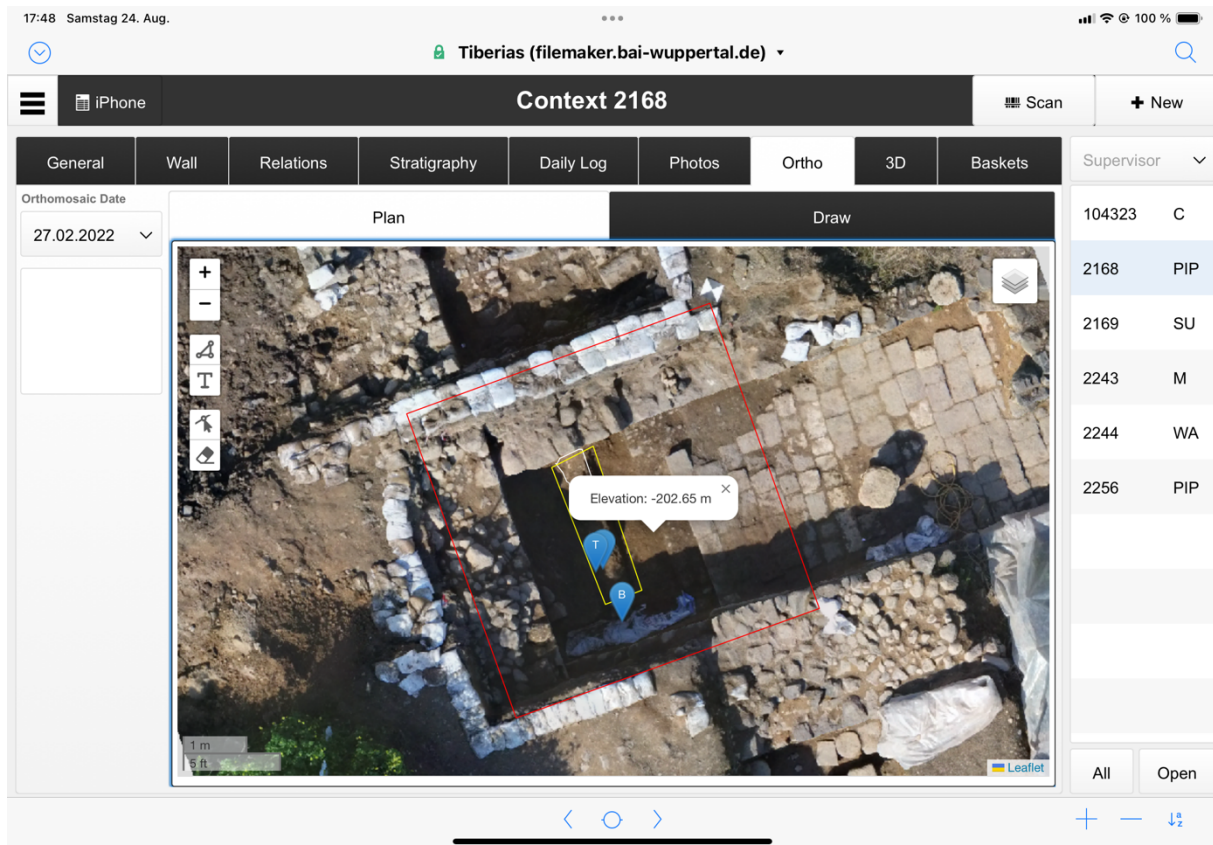 17:48 Samstag 24. Aug.
100 %
Tiberias (filemaker.bai-wuppertal.de)
iPhone
Context 2168
Scan
+ New
General
Wall
Relations
Stratigraphy
Daily Log
Photos
Ortho
3D
Baskets
Supervisor
Orthomosaic Date
27.02.2022
Plan
Draw
+
−
T
Elevation: -202.65 m
×
T
B
1 m
5 ft
Leaflet
104323 C
2168 PIP
2169 SU
2243 M
2244 WA
2256 PIP
All
Open
a
z